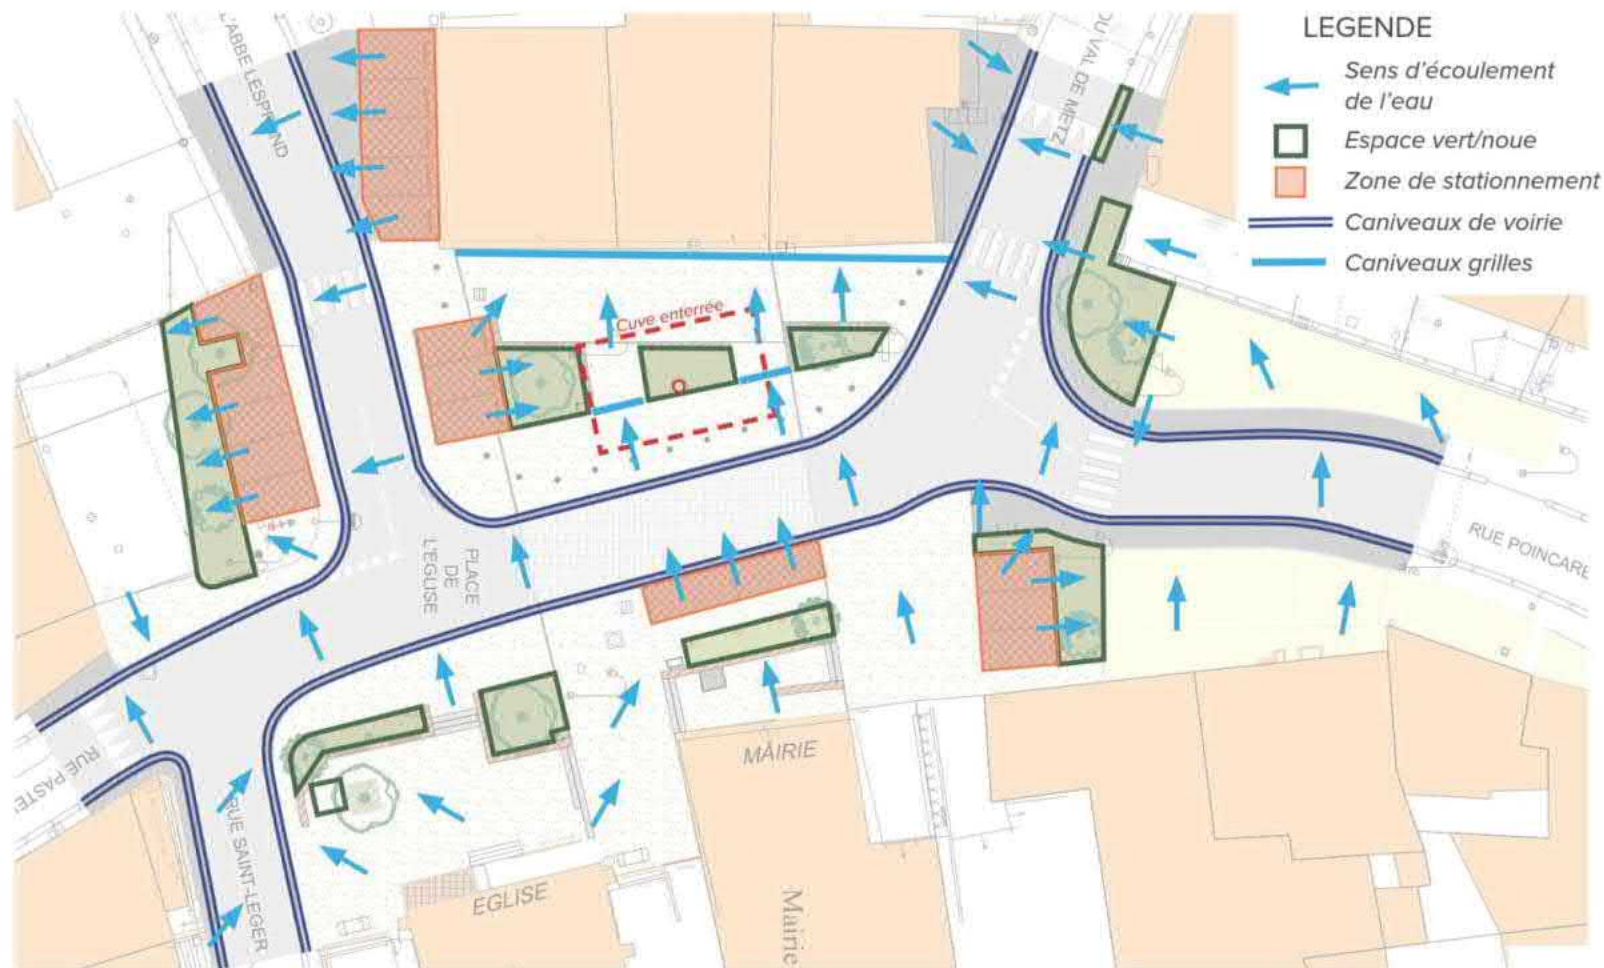 LEGENDE
Sens d'écoulement
de l'eau
Espace vert/noue
Zone de stationnement
Caniveaux de voirie
Caniveaux grilles
L'ABBE LESPRAND
DU VAL DE METZ
Cuve enterrée
PLACE
DE
L'EGLISE
RUE POINCARE
RUE PASTE
RUE SAINT-LEGER
MAIRIE
EGLISE
Mairie